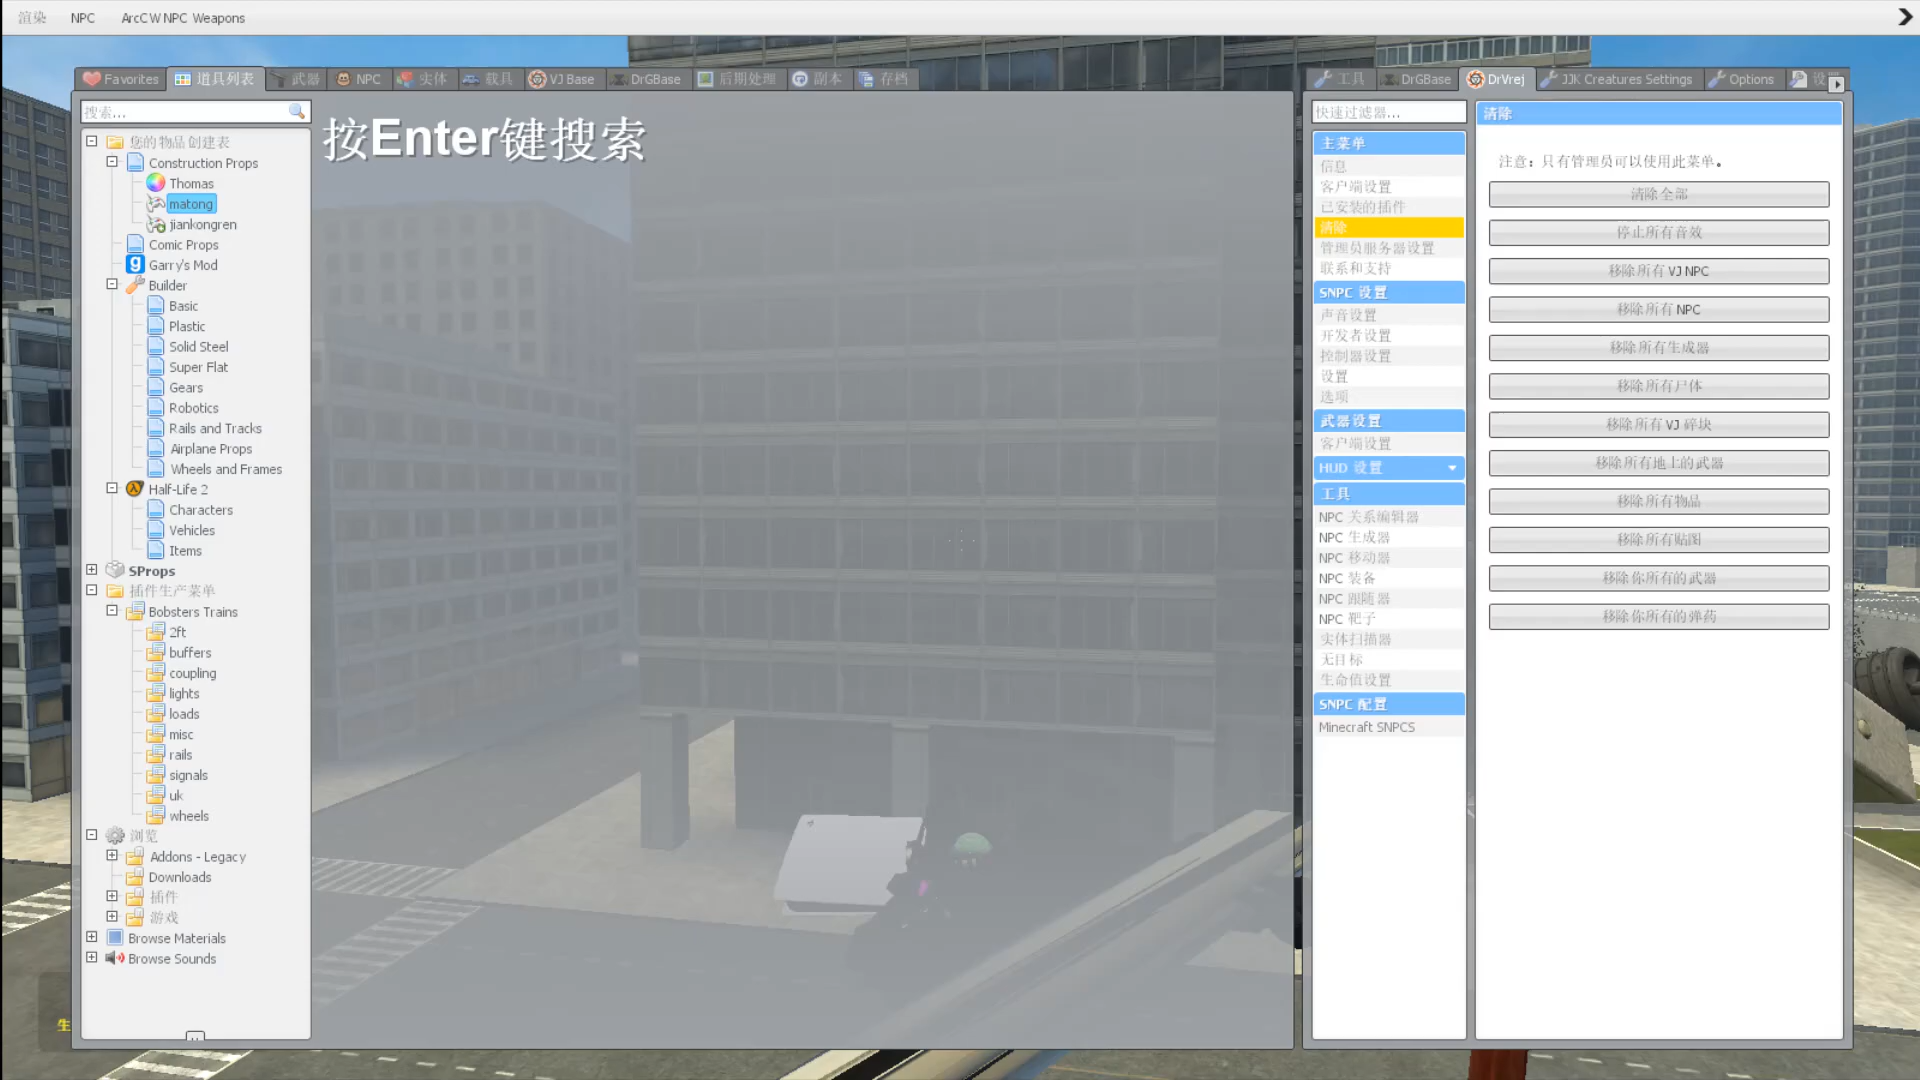 渲染 NPC ArcCW NPC Weapons
Favorites 道具列表 武器 NPC 实体 载具 VJ Base DrGBase 后期处理 副本 存档
搜索...
按Enter键搜索
您的物品创建表
Construction Props
Thomas
matong
jiankongren
Comic Props
Garry's Mod
Builder
Basic
Plastic
Solid Steel
Super Flat
Gears
Robotics
Rails and Tracks
Airplane Props
Wheels and Frames
Half-Life 2
Characters
Vehicles
Items
SProps
插件生产菜单
Bobsters Trains
2ft
buffers
coupling
lights
loads
misc
rails
signals
uk
wheels
浏览
Addons - Legacy
Downloads
插件
游戏
Browse Materials
Browse Sounds
生
工具 DrGBase DrVrej JJK Creatures Settings Options 设
快速过滤器...
主菜单
信息
客户端设置
已安装的插件
清除
管理员服务器设置
联系和支持
SNPC 设置
声音设置
开发者设置
控制器设置
设置
选项
武器设置
客户端设置
HUD 设置
工具
NPC 关系编辑器
NPC 生成器
NPC 移动器
NPC 装备
NPC 跟随器
NPC 靶子
实体扫描器
无目标
生命值设置
SNPC 配置
Minecraft SNPCS
清除
注意：只有管理员可以使用此菜单。
清除全部
停止所有音效
移除所有 VJ NPC
移除所有 NPC
移除所有生成器
移除所有尸体
移除所有 VJ 碎块
移除所有地上的武器
移除所有物品
移除所有贴图
移除你所有的武器
移除你所有的弹药